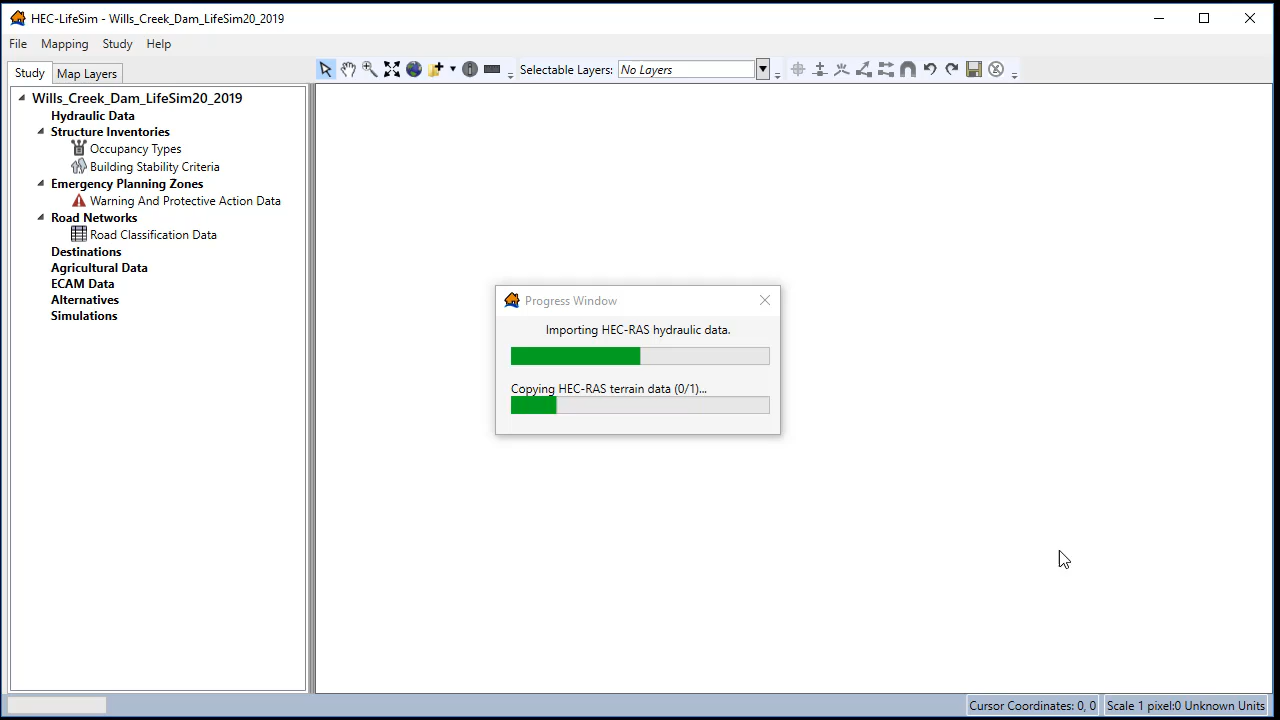 HEC-LifeSim - Wills_Creek_Dam_LifeSim20_2019
File Mapping Study Help
Study Map Layers Selectable Layers: No Layers
Wills_Creek_Dam_LifeSim20_2019
Hydraulic Data
Structure Inventories
Occupancy Types
Building Stability Criteria
Emergency Planning Zones
Warning And Protective Action Data
Road Networks
Road Classification Data
Destinations
Agricultural Data
ECAM Data
Alternatives
Simulations
Progress Window
Importing HEC-RAS hydraulic data.
Copying HEC-RAS terrain data (0/1)...
Cursor Coordinates: 0, 0 Scale 1 pixel:0 Unknown Units